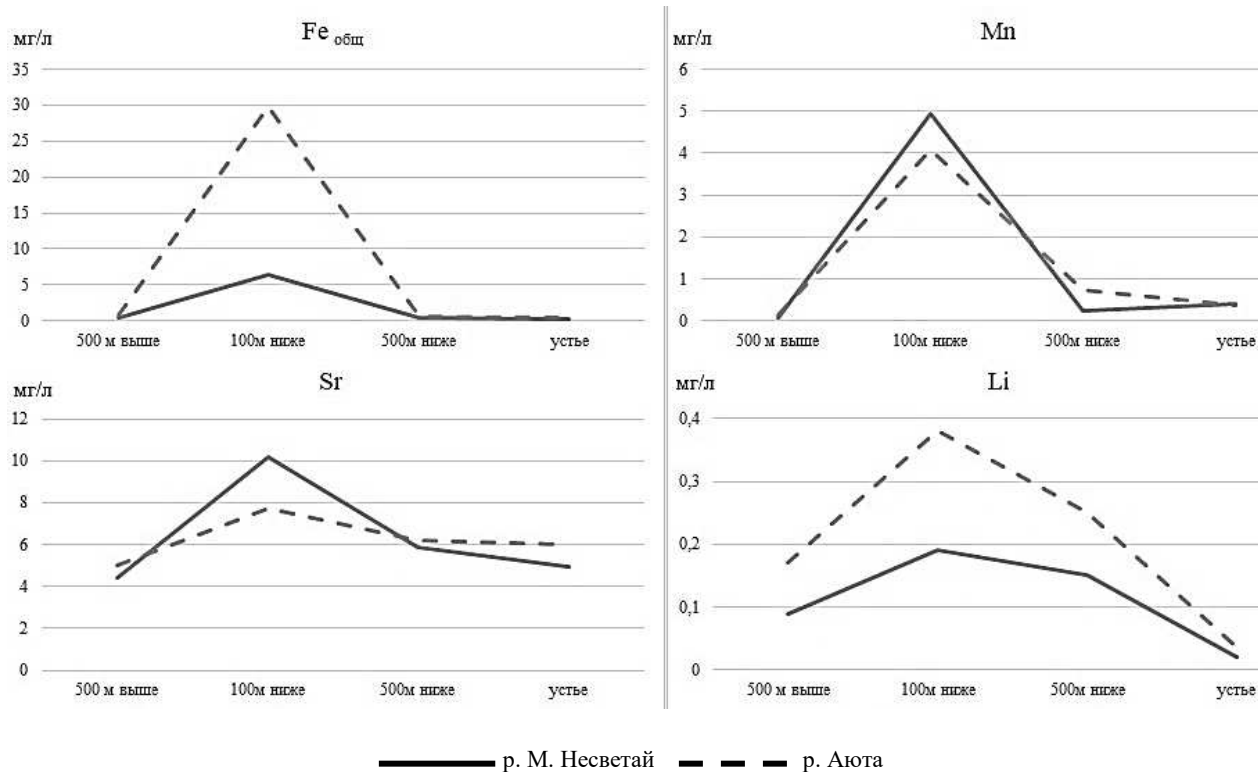 Fe общ
мг/л
35
30
25
20
15
10
5
0
500 м выше 100м ниже 500м ниже устье
Mn
мг/л
6
5
4
3
2
1
0
500 м выше 100м ниже 500м ниже устье
Sr
мг/л
12
10
8
6
4
2
0
500 м выше 100м ниже 500м ниже устье
Li
мг/л
0,4
0,3
0,2
0,1
0
500 м выше 100м ниже 500м ниже устье
р. М. Несветай р. Аюта